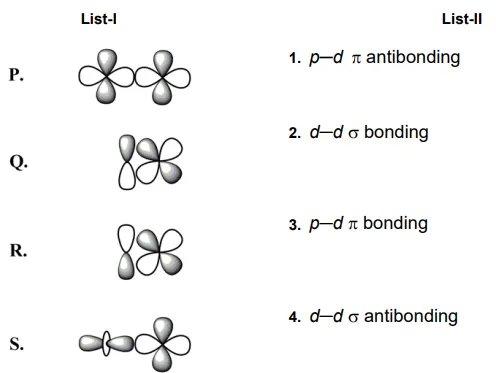 List-I List-II
P. 1. p–d π antibonding
Q. 2. d–d σ bonding
R. 3. p–d π bonding
S. 4. d–d σ antibonding